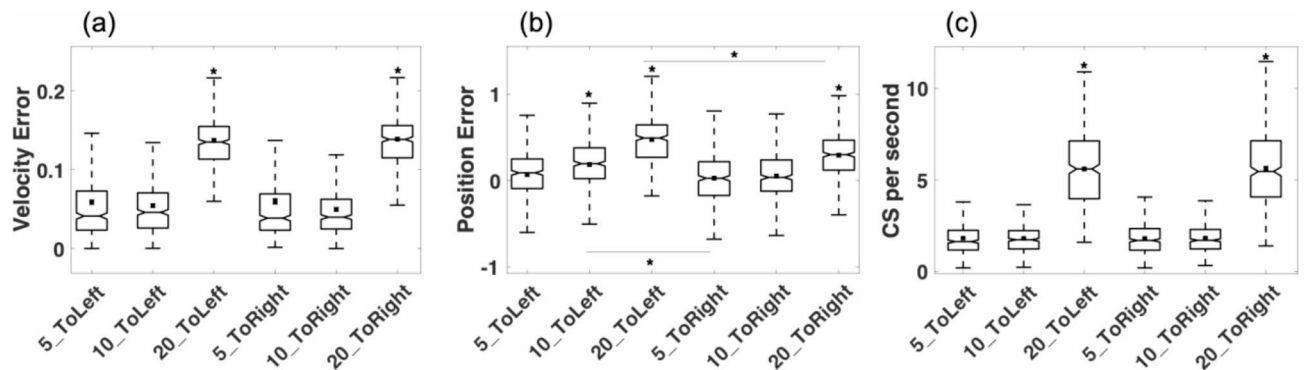 (a)
Velocity Error
0.2
0.1
0
*
*
5_ToLeft
10_ToLeft
20_ToLeft
5_ToRight
10_ToRight
20_ToRight
(b)
Position Error
1
0
-1
*
*
*
*
*
5_ToLeft
10_ToLeft
20_ToLeft
5_ToRight
10_ToRight
20_ToRight
(c)
CS per second
10
5
0
*
*
5_ToLeft
10_ToLeft
20_ToLeft
5_ToRight
10_ToRight
20_ToRight